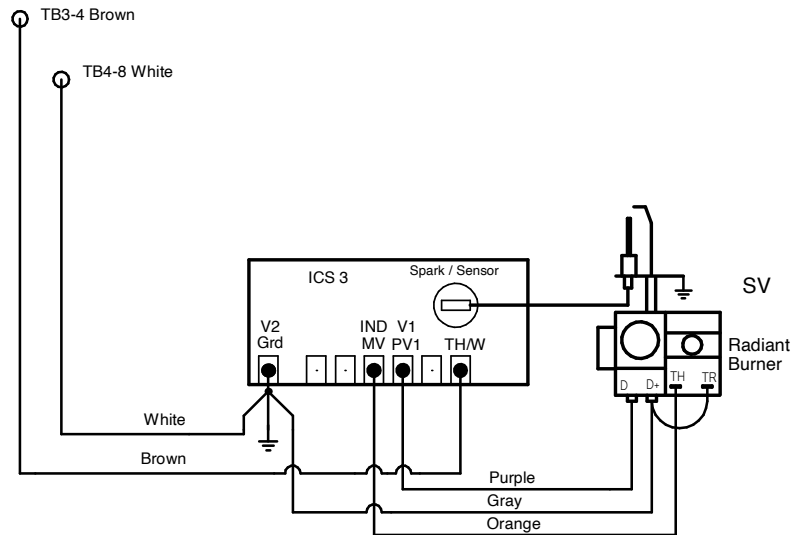 TB3-4 Brown
TB4-8 White
ICS 3
Spark / Sensor
V2
Grd
IND
MV
V1
PV1
TH/W
SV
Radiant
Burner
D
D+
TH
TR
White
Brown
Purple
Gray
Orange